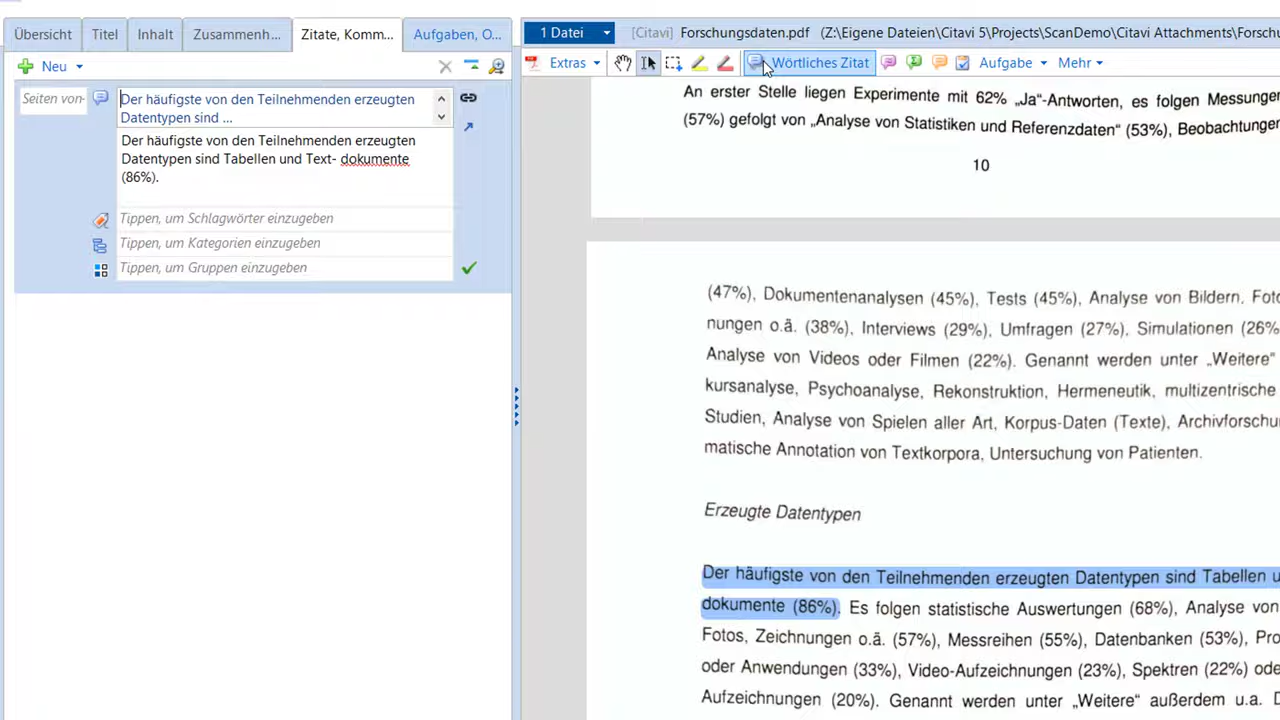 Übersicht
Titel
Inhalt
Zusammenh...
Zitate, Komm...
Aufgaben, O...
Neu
Seiten von-
Der häufigste von den Teilnehmenden erzeugten
Datentypen sind ...
Der häufigste von den Teilnehmenden erzeugten
Datentypen sind Tabellen und Text- dokumente
(86%).
Tippen, um Schlagwörter einzugeben
Tippen, um Kategorien einzugeben
Tippen, um Gruppen einzugeben
1 Datei
[Citavi] Forschungsdaten.pdf (Z:\Eigene Dateien\Citavi 5\Projects\ScanDemo\Citavi Attachments\Forschu
Extras
Wörtliches Zitat
Aufgabe
Mehr
An erster Stelle liegen Experimente mit 62% „Ja“-Antworten, es folgen Messungen
(57%) gefolgt von „Analyse von Statistiken und Referenzdaten“ (53%), Beobachtungen
10
(47%), Dokumentenanalysen (45%), Tests (45%), Analyse von Bildern, Foto
nungen o.ä. (38%), Interviews (29%), Umfragen (27%), Simulationen (26%
Analyse von Videos oder Filmen (22%). Genannt werden unter „Weitere“
kursanalyse, Psychoanalyse, Rekonstruktion, Hermeneutik, multizentrische
Studien, Analyse von Spielen aller Art, Korpus-Daten (Texte), Archivforschu
matische Annotation von Textkorpora, Untersuchung von Patienten.
Erzeugte Datentypen
Der häufigste von den Teilnehmenden erzeugten Datentypen sind Tabellen u
dokumente (86%). Es folgen statistische Auswertungen (68%), Analyse von
Fotos, Zeichnungen o.ä. (57%), Messreihen (55%), Datenbanken (53%), Pro
oder Anwendungen (33%), Video-Aufzeichnungen (23%), Spektren (22%) ode
Aufzeichnungen (20%). Genannt werden unter „Weitere“ außerdem u.a. D